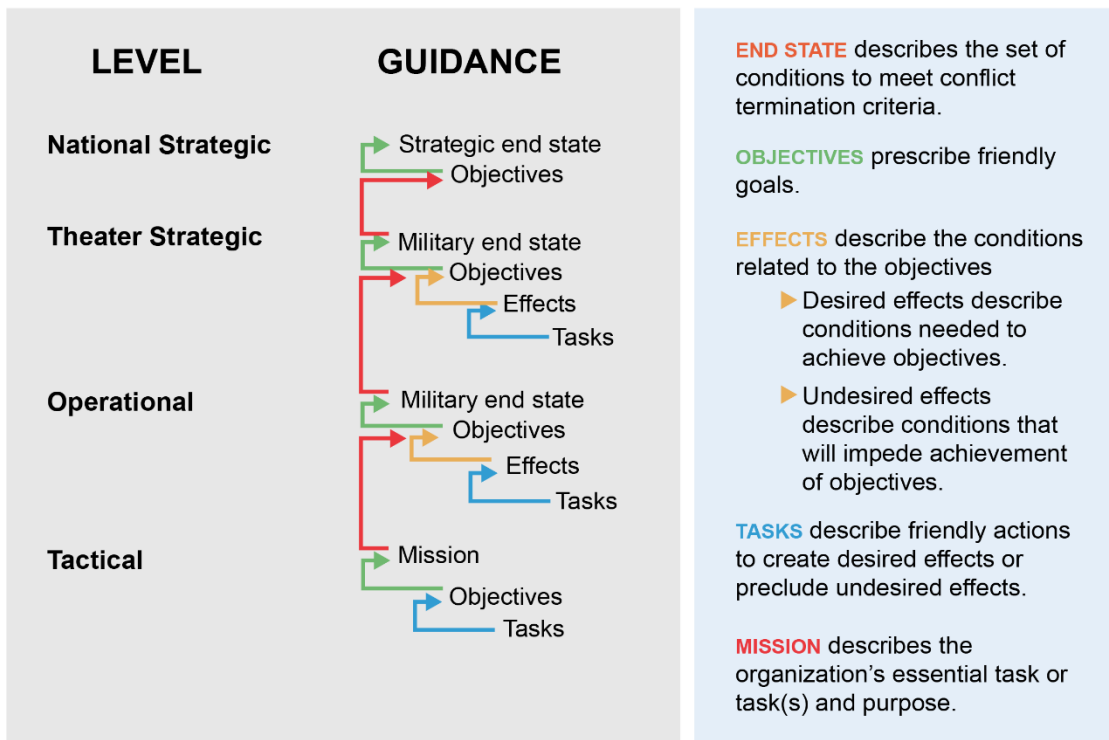 LEVEL
GUIDANCE
National Strategic
Strategic end state
Objectives
Theater Strategic
Military end state
Objectives
Effects
Tasks
Operational
Military end state
Objectives
Effects
Tasks
Tactical
Mission
Objectives
Tasks
END STATE describes the set of
conditions to meet conflict
termination criteria.
OBJECTIVES prescribe friendly
goals.
EFFECTS describe the conditions
related to the objectives
Desired effects describe
conditions needed to
achieve objectives.
Undesired effects
describe conditions that
will impede achievement
of objectives.
TASKS describe friendly actions
to create desired effects or
preclude undesired effects.
MISSION describes the
organization’s essential task or
task(s) and purpose.